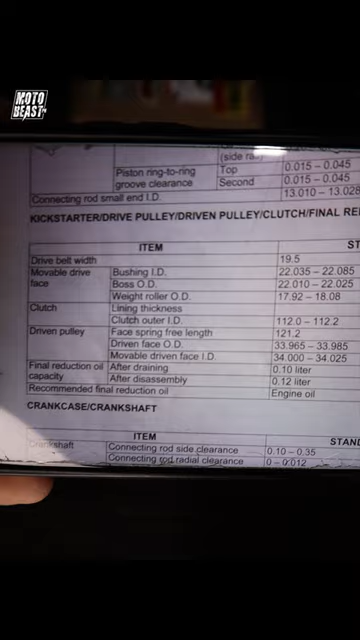 MOTO
BEAST
(side ra
Piston ring-to-ring groove clearance Top 0.015 – 0.045
Second 0.015 – 0.045
Connecting rod small end I.D. 13.010 – 13.028
KICKSTARTER/DRIVE PULLEY/DRIVEN PULLEY/CLUTCH/FINAL RE
ITEM ST
Drive belt width 19.5
Movable drive face Bushing I.D. 22.035 – 22.085
Boss O.D. 22.010 – 22.025
Weight roller O.D. 17.92 – 18.08
Clutch Lining thickness
Clutch outer I.D. 112.0 – 112.2
Driven pulley Face spring free length 121.2
Driven face O.D. 33.965 – 33.985
Movable driven face I.D. 34.000 – 34.025
Final reduction oil capacity After draining 0.10 liter
After disassembly 0.12 liter
Recommended final reduction oil Engine oil
CRANKCASE/CRANKSHAFT
ITEM STAND
Crankshaft Connecting rod side clearance 0.10 – 0.35
Connecting rod radial clearance 0 – 0.012